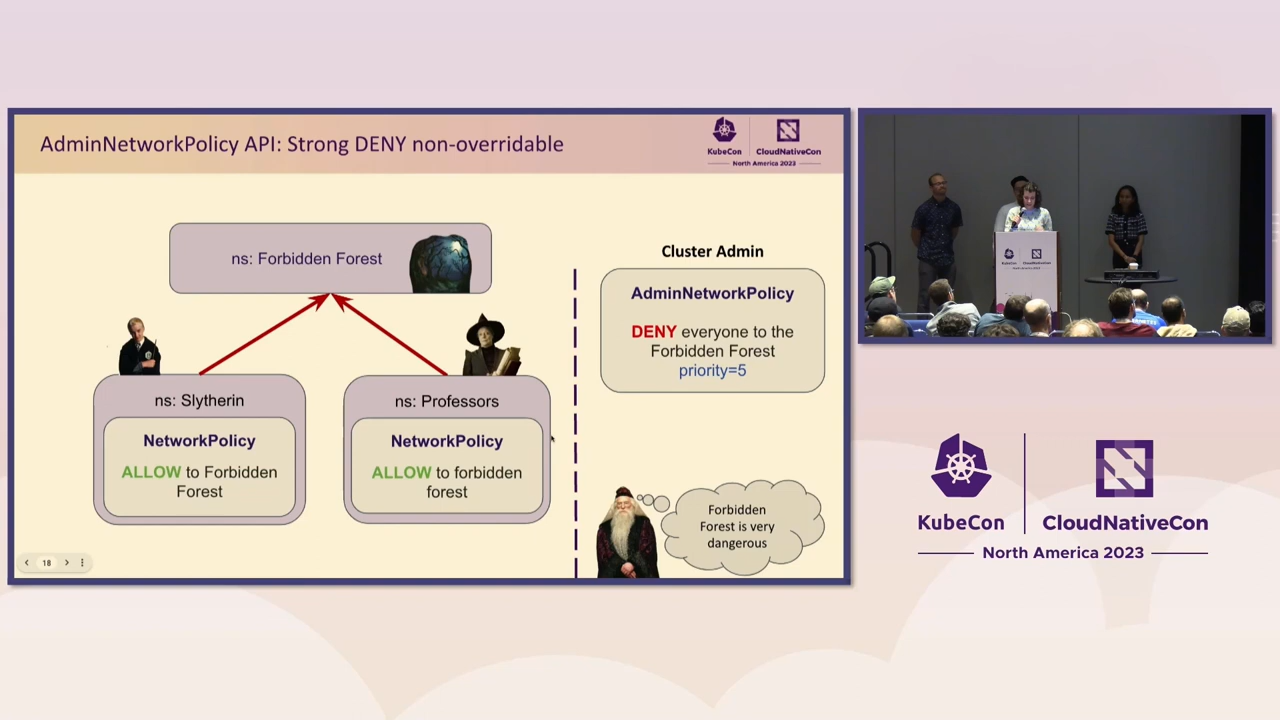 AdminNetworkPolicy API: Strong DENY non-overridable
KubeCon
CloudNativeCon
North America 2023
ns: Forbidden Forest
ns: Slytherin
NetworkPolicy
ALLOW to Forbidden
Forest
ns: Professors
NetworkPolicy
ALLOW to forbidden
forest
Cluster Admin
AdminNetworkPolicy
DENY everyone to the
Forbidden Forest
priority=5
Forbidden
Forest is very
dangerous
18
KubeCon
CloudNativeCon
North America 2023